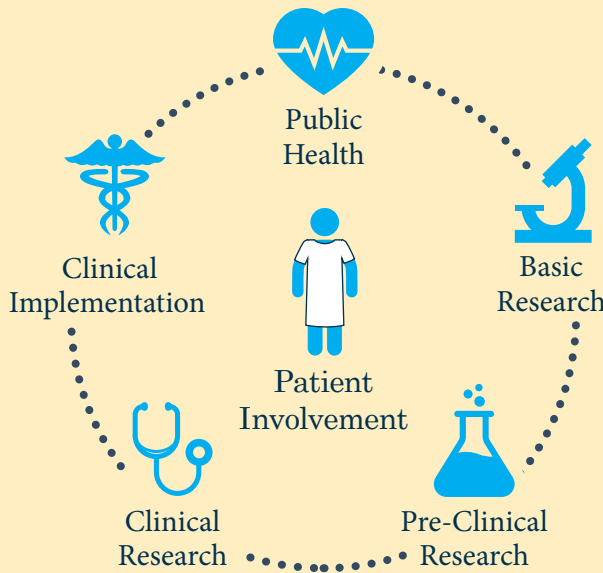 Public
Health
Basic
Research
Pre-Clinical
Research
Clinical
Research
Clinical
Implementation
Patient
Involvement